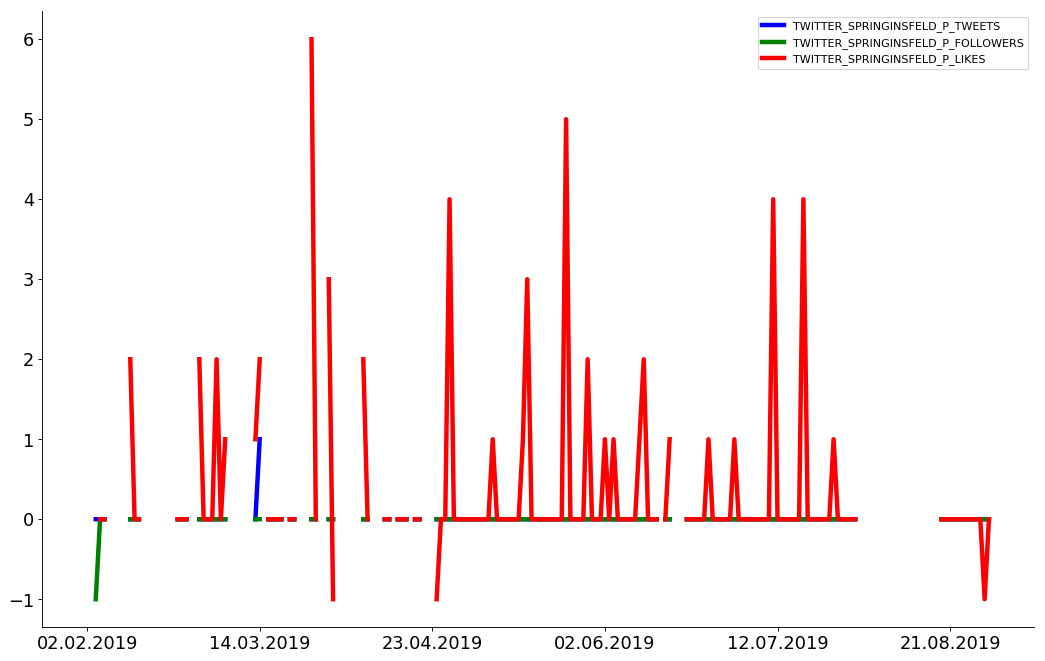 TWITTER_SPRINGINSFELD_P_TWEETS
TWITTER_SPRINGINSFELD_P_FOLLOWERS
TWITTER_SPRINGINSFELD_P_LIKES
6
5
4
3
2
1
0
−1
02.02.2019 14.03.2019 23.04.2019 02.06.2019 12.07.2019 21.08.2019